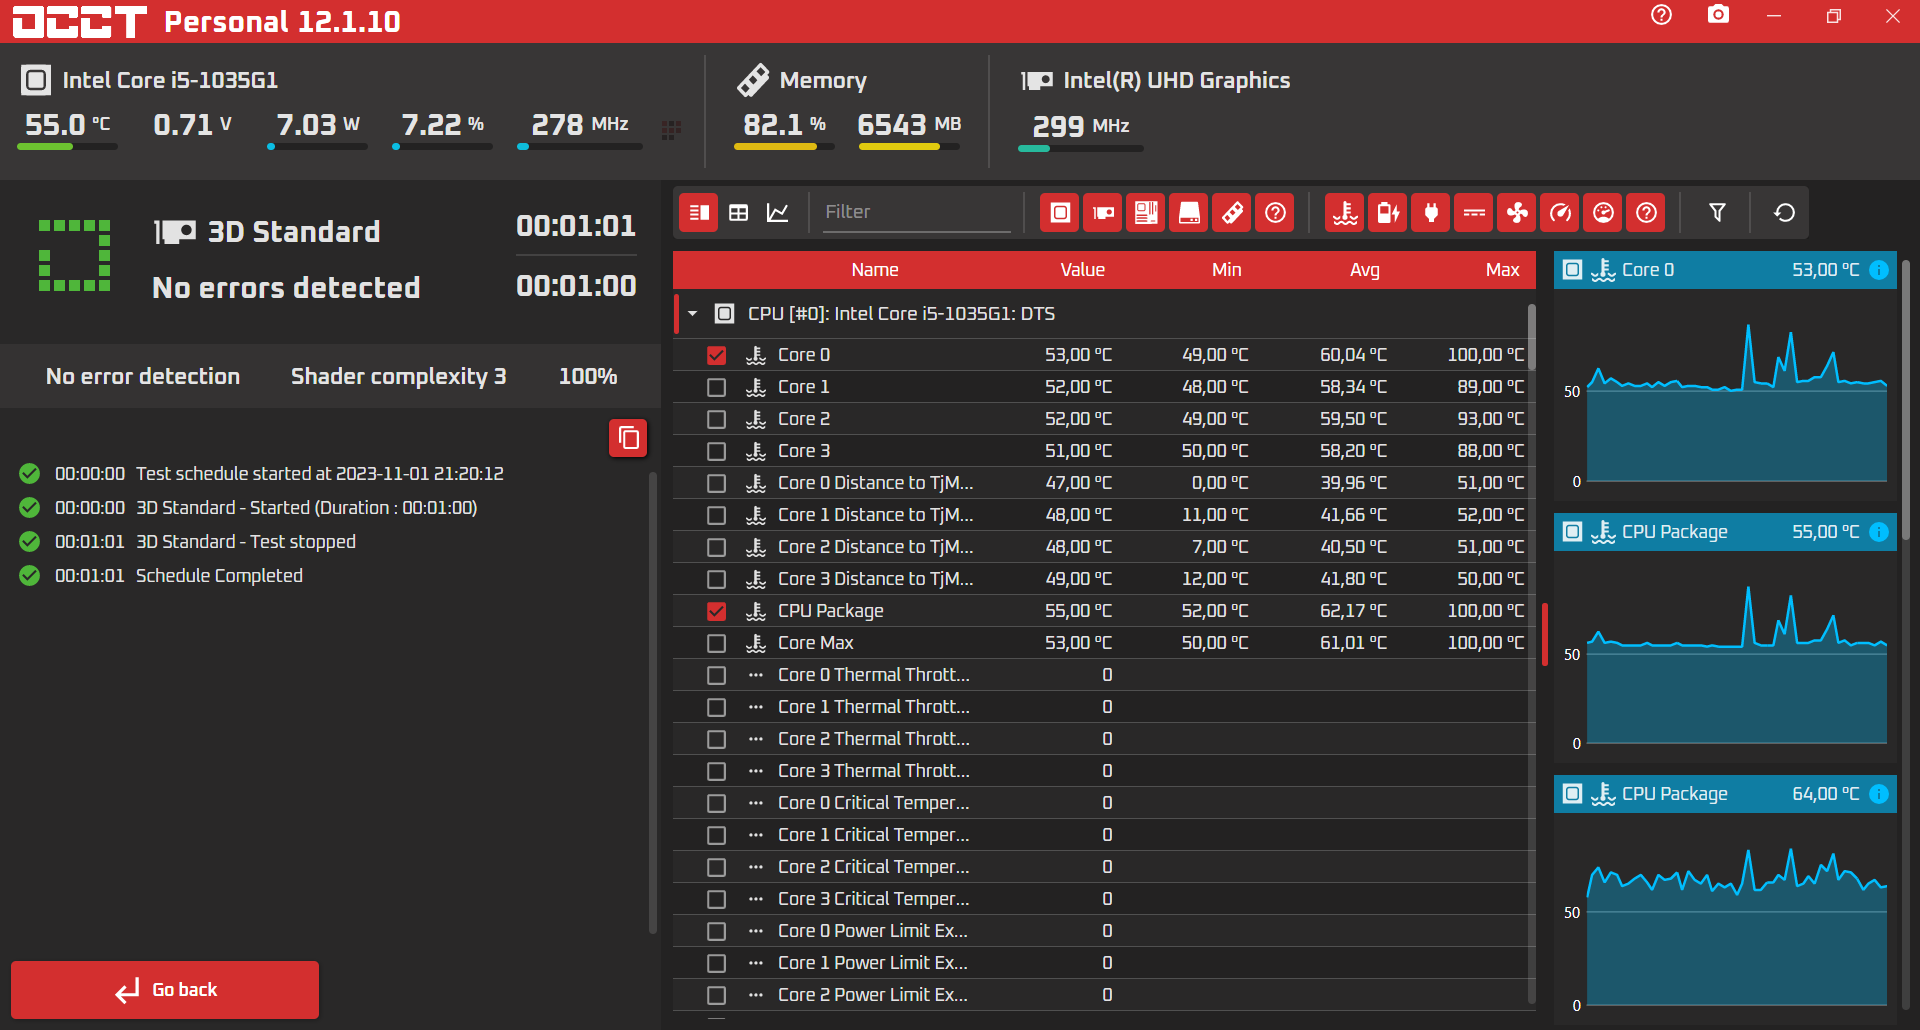 OCCT Personal 12.1.10
Intel Core i5-1035G1
55.0 °C 0.71 V 7.03 W 7.22 % 278 MHz
Memory
82.1 % 6543 MB
Intel(R) UHD Graphics
299 MHz
3D Standard
No errors detected
00:01:01
00:01:00
No error detection Shader complexity 3 100%
00:00:00 Test schedule started at 2023-11-01 21:20:12
00:00:00 3D Standard - Started (Duration : 00:01:00)
00:01:01 3D Standard - Test stopped
00:01:01 Schedule Completed
Go back
Filter
Name Value Min Avg Max
CPU [#0]: Intel Core i5-1035G1: DTS
Core 0 53,00 °C 49,00 °C 60,04 °C 100,00 °C
Core 1 52,00 °C 48,00 °C 58,34 °C 89,00 °C
Core 2 52,00 °C 49,00 °C 59,50 °C 93,00 °C
Core 3 51,00 °C 50,00 °C 58,20 °C 88,00 °C
Core 0 Distance to TjM... 47,00 °C 0,00 °C 39,96 °C 51,00 °C
Core 1 Distance to TjM... 48,00 °C 11,00 °C 41,66 °C 52,00 °C
Core 2 Distance to TjM... 48,00 °C 7,00 °C 40,50 °C 51,00 °C
Core 3 Distance to TjM... 49,00 °C 12,00 °C 41,80 °C 50,00 °C
CPU Package 55,00 °C 52,00 °C 62,17 °C 100,00 °C
Core Max 53,00 °C 50,00 °C 61,01 °C 100,00 °C
Core 0 Thermal Thrott... 0
Core 1 Thermal Thrott... 0
Core 2 Thermal Thrott... 0
Core 3 Thermal Thrott... 0
Core 0 Critical Temper... 0
Core 1 Critical Temper... 0
Core 2 Critical Temper... 0
Core 3 Critical Temper... 0
Core 0 Power Limit Ex... 0
Core 1 Power Limit Ex... 0
Core 2 Power Limit Ex... 0
Core 0 53,00 °C
50
0
CPU Package 55,00 °C
50
0
CPU Package 64,00 °C
50
0